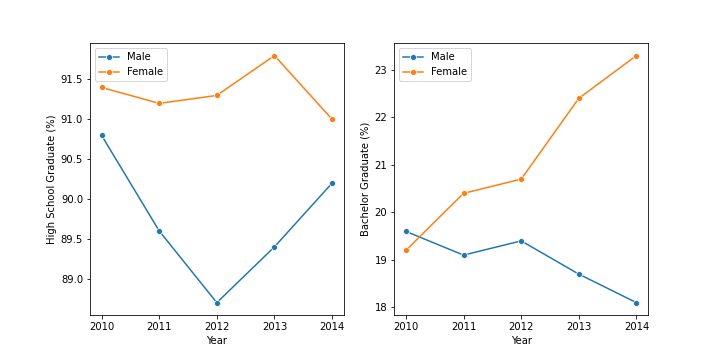 Male
Female
91.5
91.0
90.5
90.0
89.5
89.0
High School Graduate (%)
2010 2011 2012 2013 2014
Year
Male
Female
23
22
21
20
19
18
Bachelor Graduate (%)
2010 2011 2012 2013 2014
Year